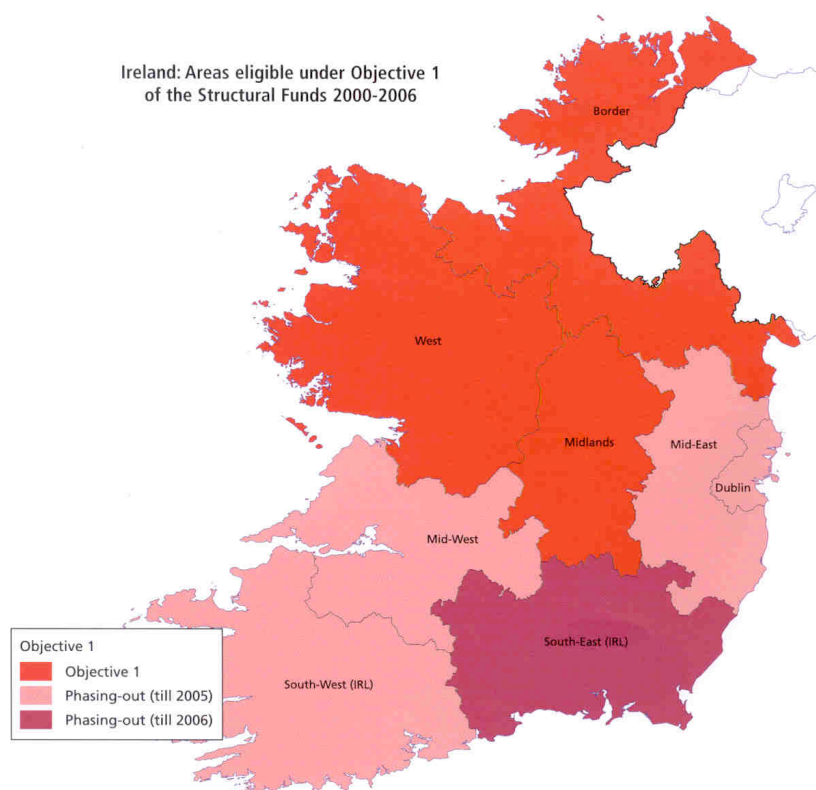 Ireland: Areas eligible under Objective 1
of the Structural Funds 2000-2006
Border
West
Midlands
Mid-East
Dublin
Mid-West
South-East (IRL)
South-West (IRL)
Objective 1
Objective 1
Phasing-out (till 2005)
Phasing-out (till 2006)